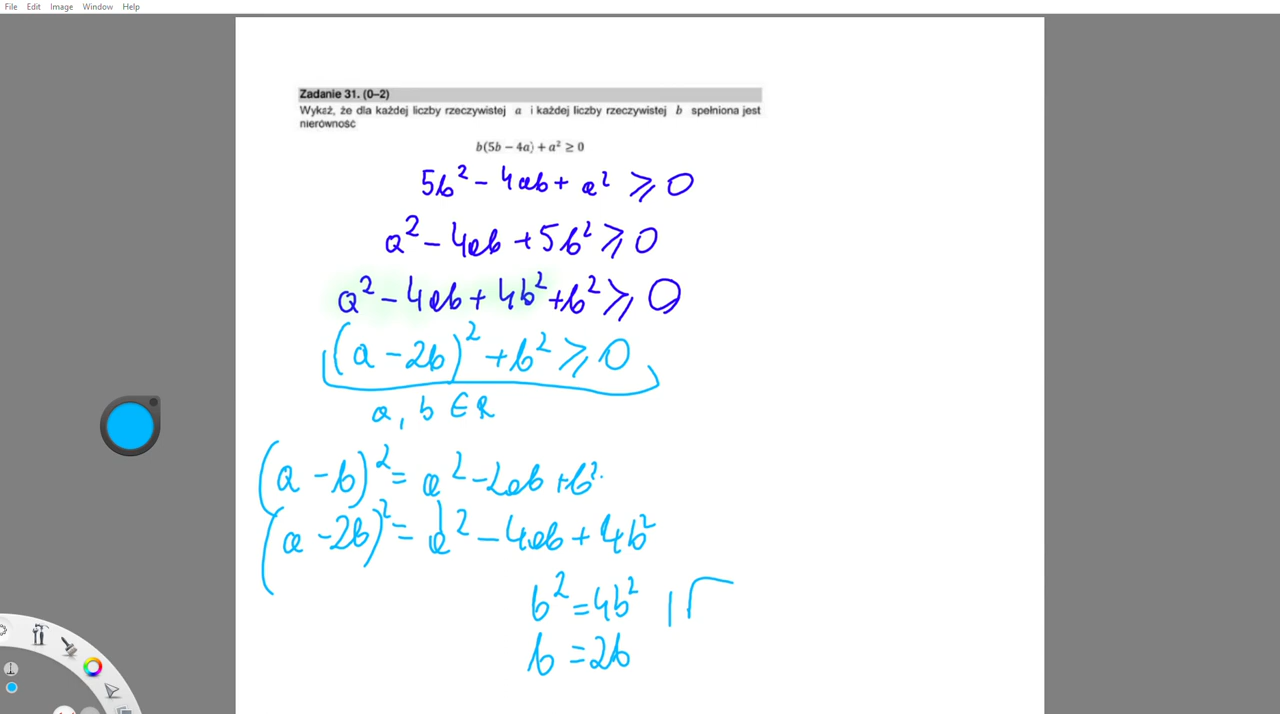 File Edit Image Window Help
Zadanie 31. (0–2)
Wykaż, że dla każdej liczby rzeczywistej a i każdej liczby rzeczywistej b spełniona jest
nierówność
b(5b – 4a) + a² ≥ 0
5b² - 4ab + a² ≥ 0
a² - 4ab + 5b² ≥ 0
a² - 4ab + 4b² + b² ≥ 0
(a - 2b)² + b² ≥ 0
a, b ∈ R
(a - b)² = a² - 2ab + b²
(a - 2b)² = a² - 4ab + 4b²
b² = 4b² | √
b = 2b